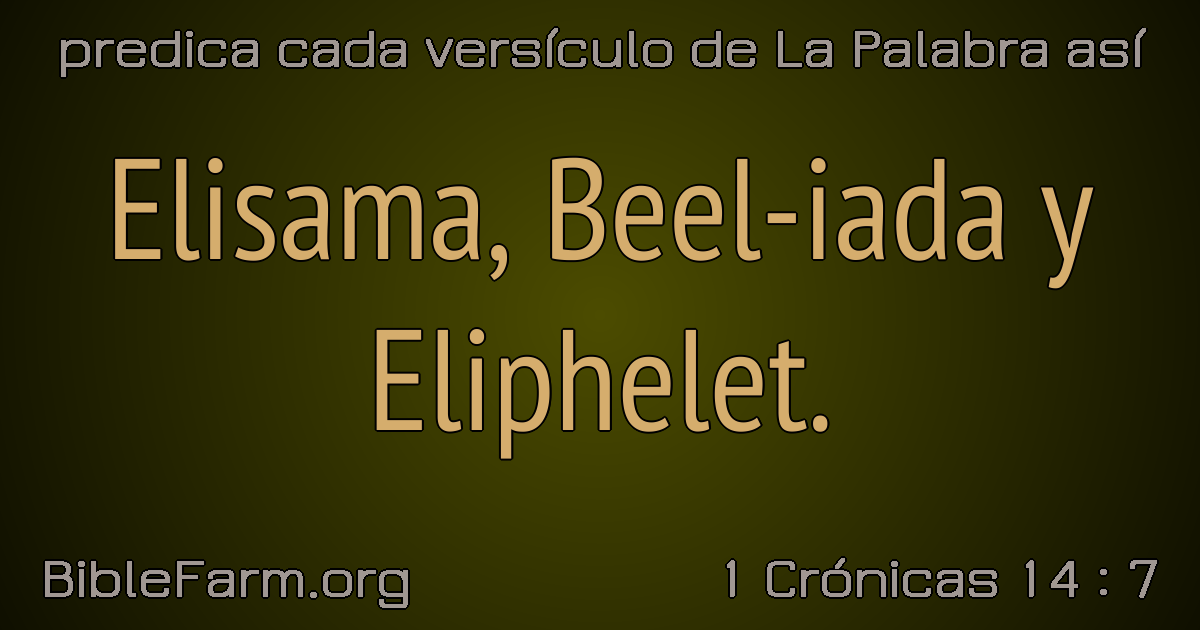 predica cada versículo de La Palabra así
Elisama, Beel-iada y
Eliphelet.
BibleFarm.org
1 Crónicas 14 : 7